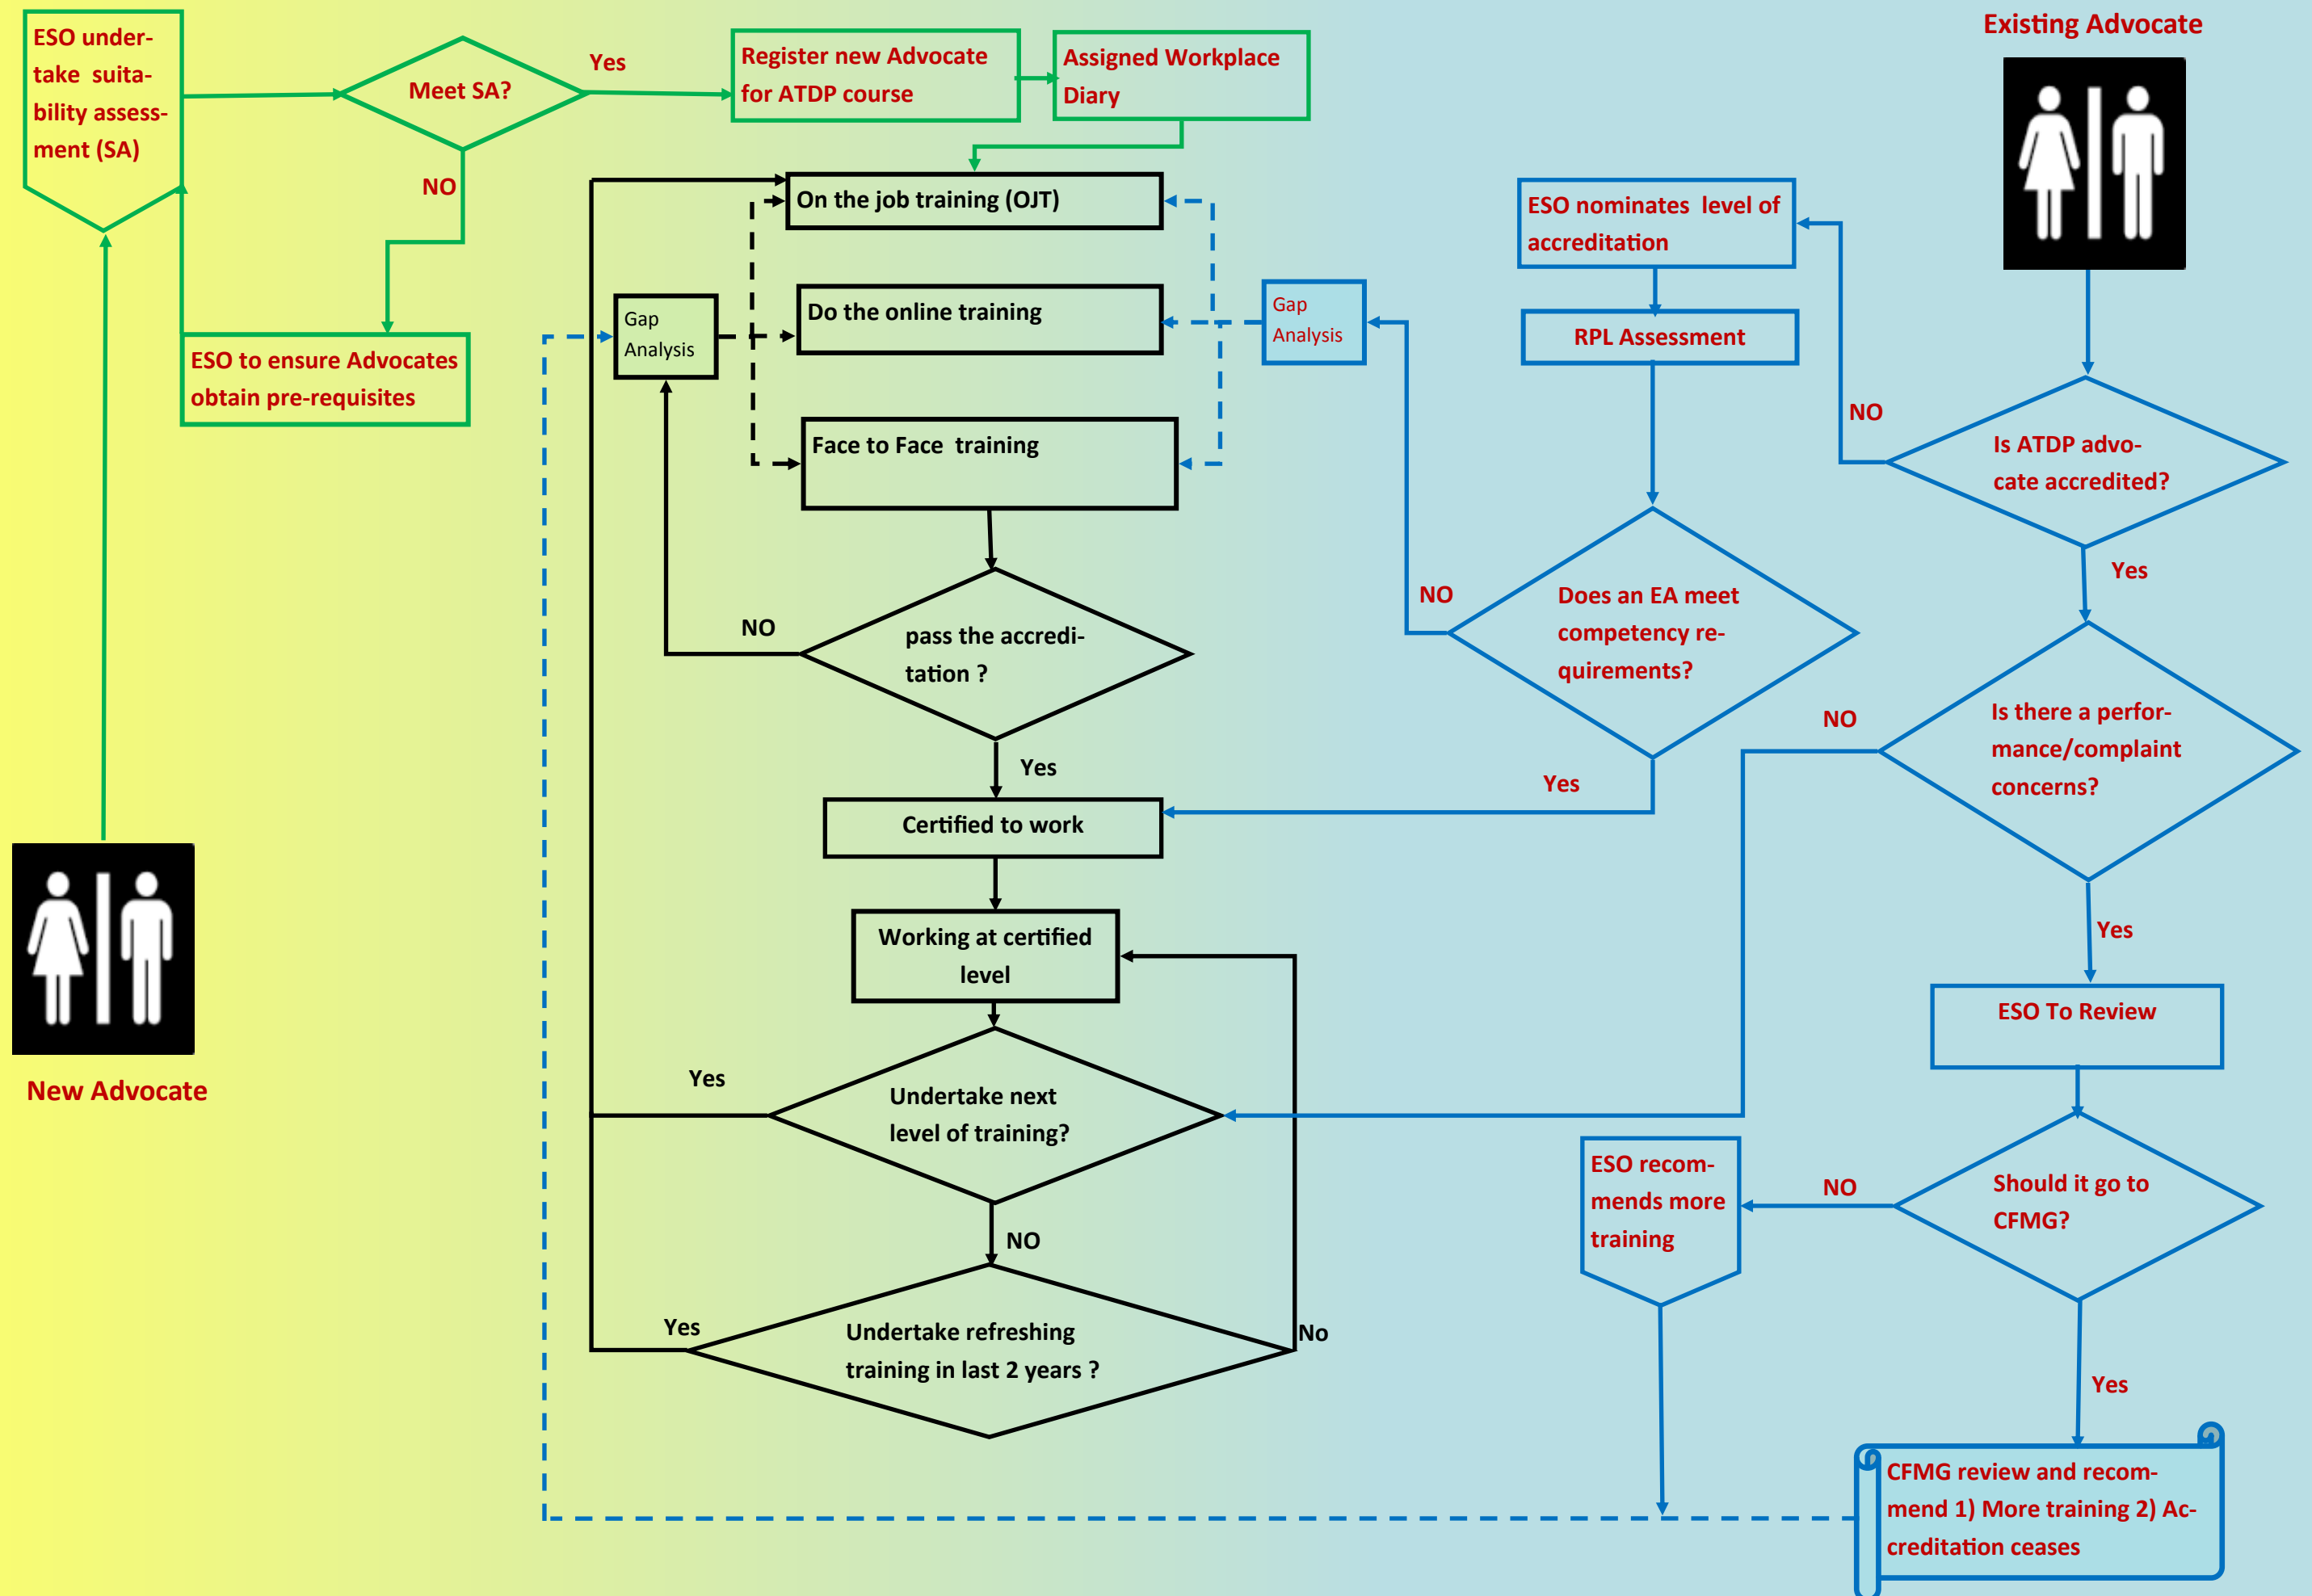 ESO under-
take suita-
bility assess-
ment (SA)
Meet SA?
Yes
NO
Register new Advocate
for ATDP course
Assigned Workplace
Diary
ESO to ensure Advocates
obtain pre-requisites
New Advocate
On the job training (OJT)
Do the online training
Face to Face training
Gap
Analysis
pass the accredi-
tation ?
NO
Yes
Certified to work
Working at certified
level
Undertake next
level of training?
Yes
NO
Undertake refreshing
training in last 2 years ?
Yes
No
Gap
Analysis
ESO nominates level of
accreditation
RPL Assessment
Does an EA meet
competency re-
quirements?
NO
Yes
Existing Advocate
Is ATDP advo-
cate accredited?
NO
Yes
Is there a perfor-
mance/complaint
concerns?
NO
Yes
ESO To Review
Should it go to
CFMG?
NO
Yes
ESO recom-
mends more
training
CFMG review and recom-
mend 1) More training 2) Ac-
creditation ceases